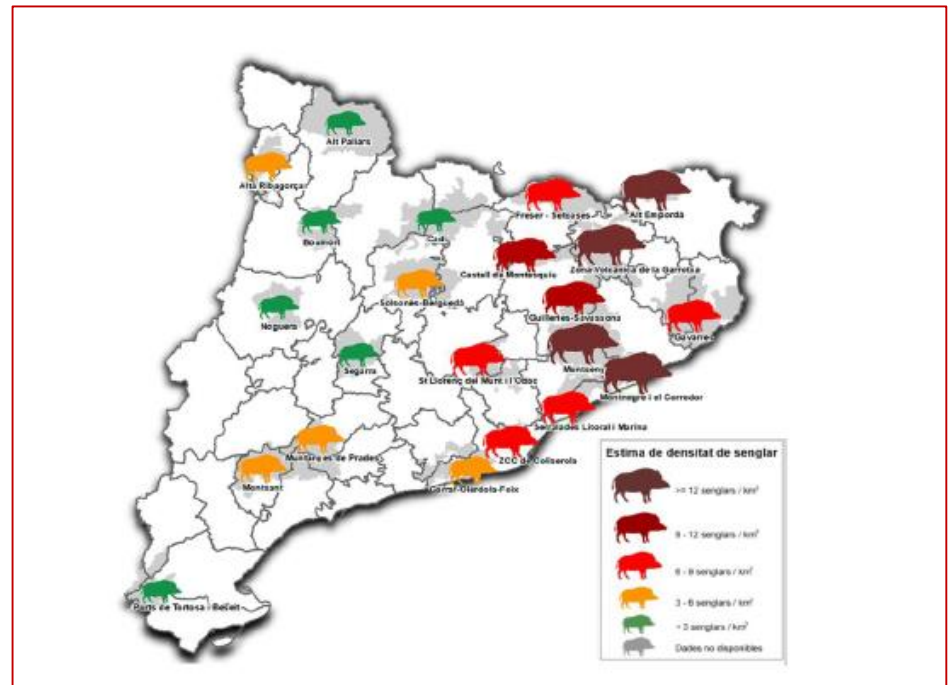 Alt Pallars
Alta Ribagorça
Freser - Setcases
Alt Empordà
Boumort
Cadí
Castell de Montesquiu
Zona Volcànica de la Garrotxa
Solsonès-Berguedà
Guilleries-Savassona
Noguera
Gavarres
Segarra
St Llorenç del Munt i l'Obac
Montseny
Montnegre i el Corredor
Serralades Litoral i Marina
Muntanyes de Prades
ZCC de Collserola
Montsant
Garraf-Olèrdola-Foix
Ports de Tortosa i Beseit
Estima de densitat de senglar
>= 12 senglars / km²
9 - 12 senglars / km²
6 - 9 senglars / km²
3 - 6 senglars / km²
< 3 senglars / km²
Dades no disponibles